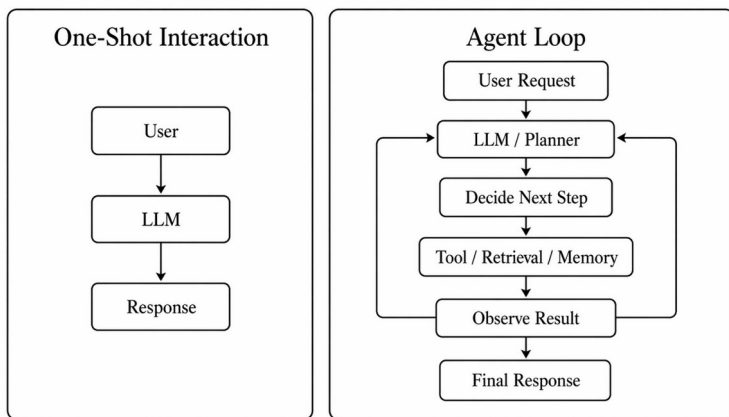 One-Shot Interaction
User
LLM
Response
Agent Loop
User Request
LLM / Planner
Decide Next Step
Tool / Retrieval / Memory
Observe Result
Final Response